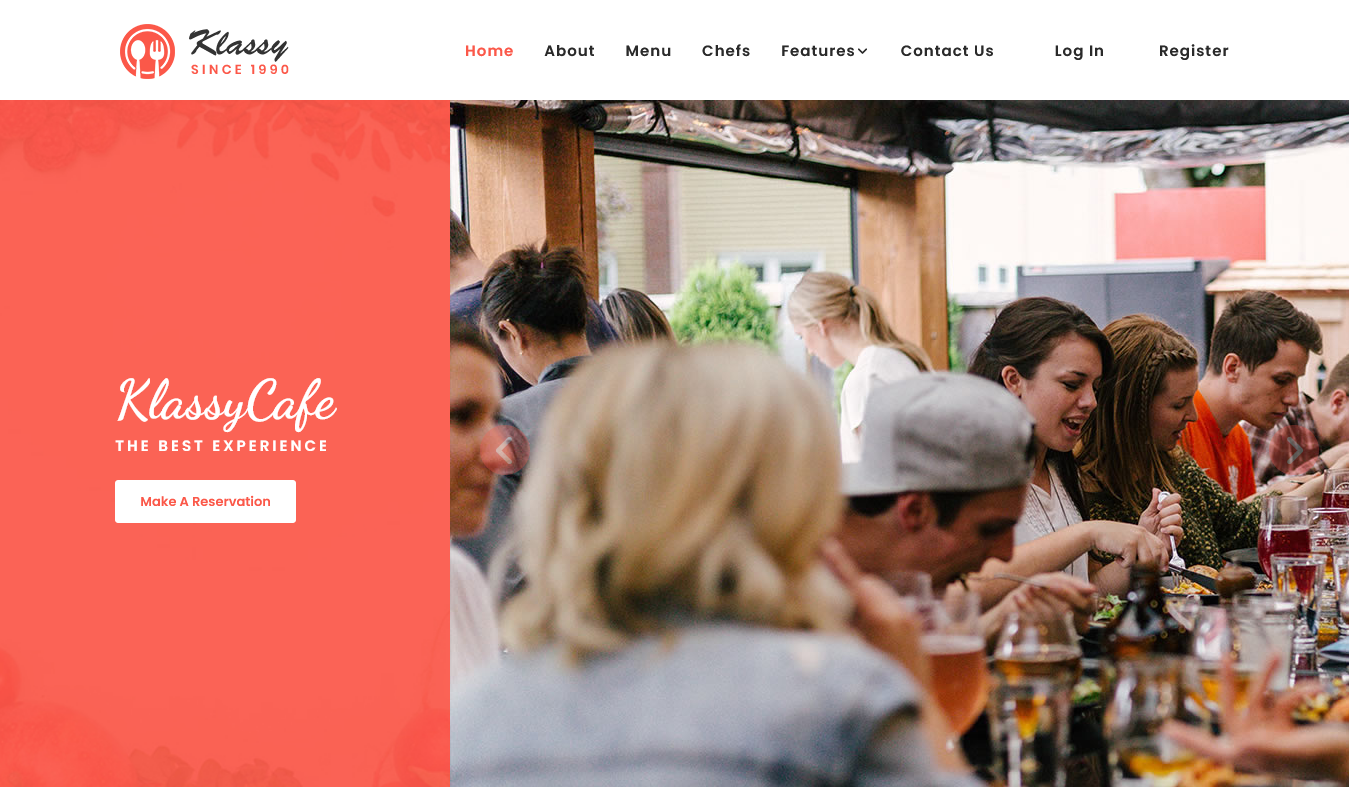 Klassy
SINCE 1990
Home About Menu Chefs Features Contact Us Log In Register
KlassyCafe
THE BEST EXPERIENCE
Make A Reservation